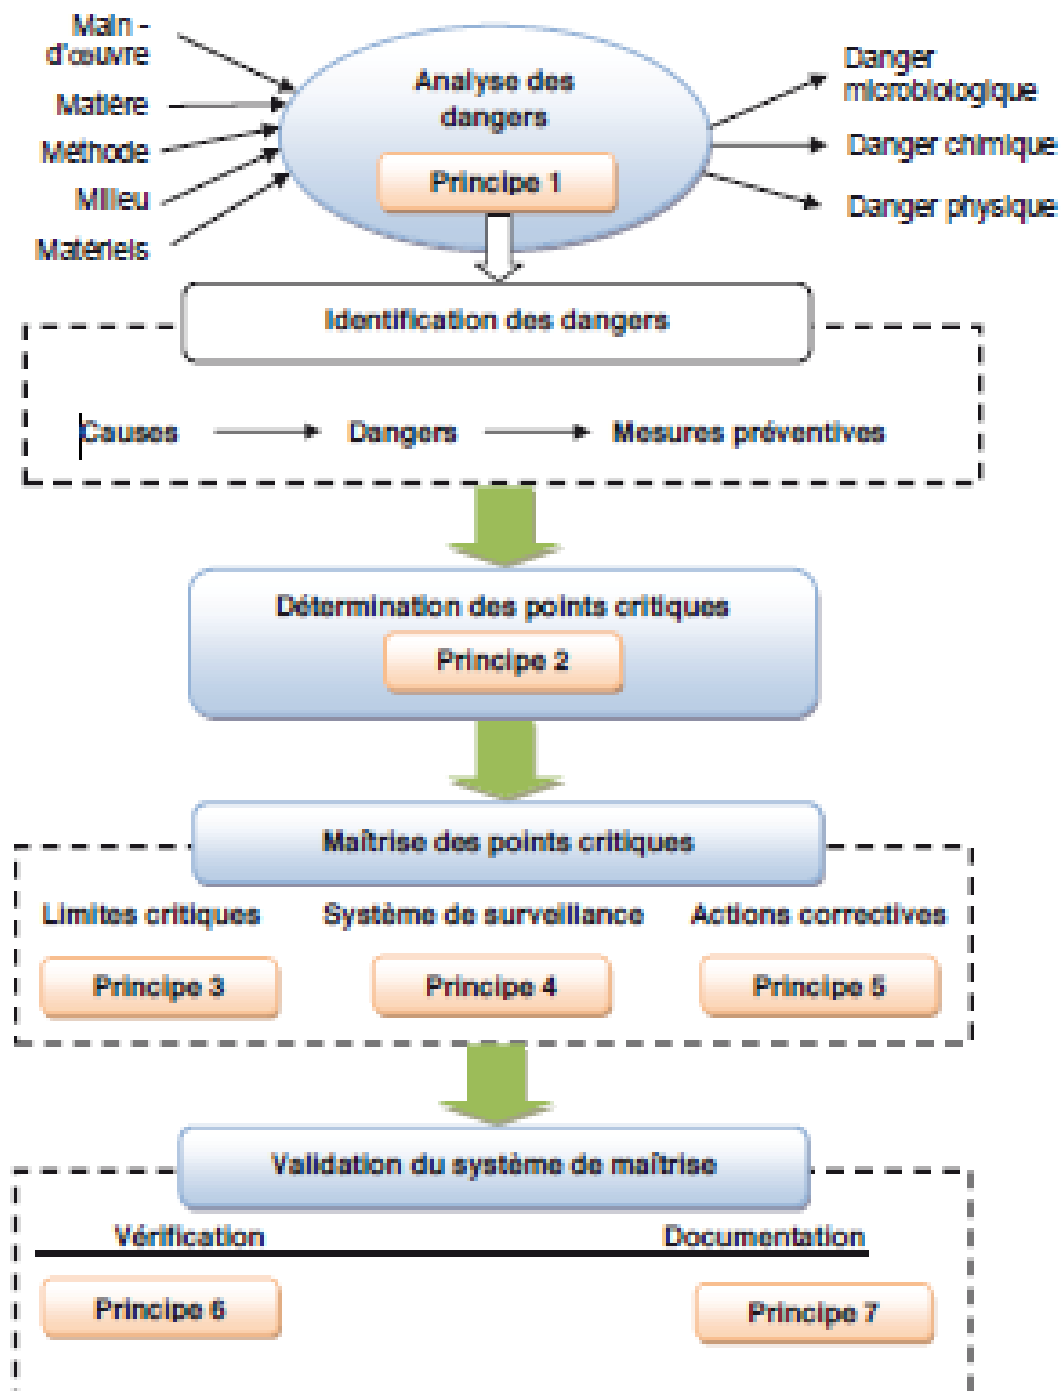 Main -
d'œuvre
Matière
Méthode
Milieu
Matériels
Analyse des
dangers
Principe 1
Danger
microbiologique
Danger chimique
Danger physique
Identification des dangers
Causes Dangers Mesures préventives
Détermination des points critiques
Principe 2
Maîtrise des points critiques
Limites critiques Système de surveillance Actions correctives
Principe 3 Principe 4 Principe 5
Validation du système de maîtrise
Vérification Documentation
Principe 6 Principe 7